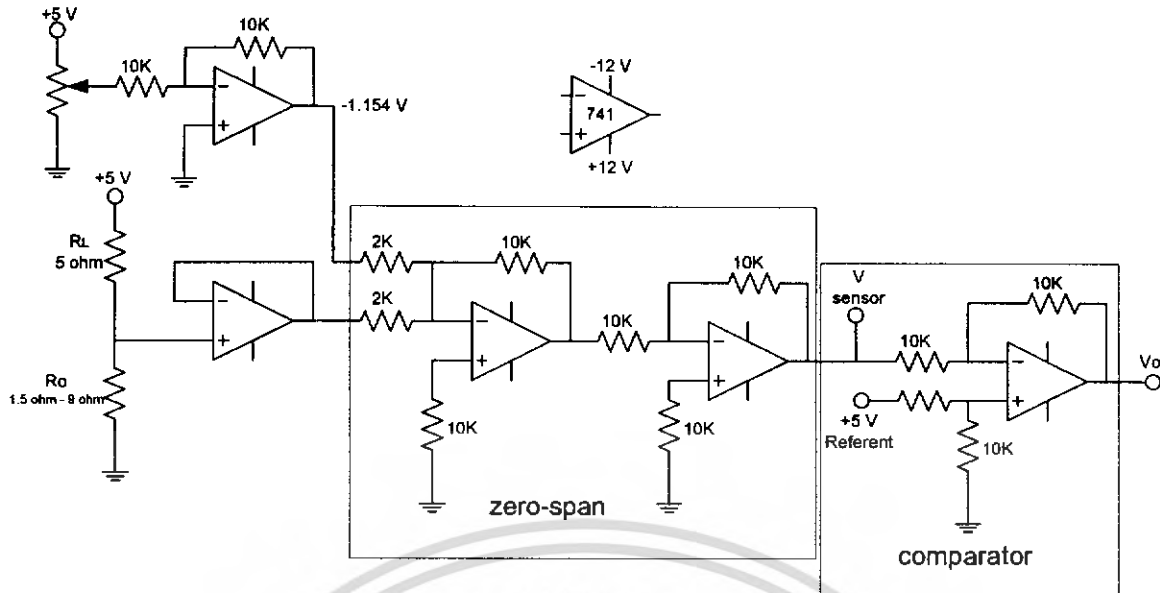 +5 V
10K
10K
-1.154 V
-12 V
741
+12 V
+5 V
RL
5 ohm
Ro
1.5 ohm - 9 ohm
2K
10K
2K
10K
10K
10K
10K
zero-span
V
sensor
10K
10K
+5 V
Referent
10K
Vo
comparator